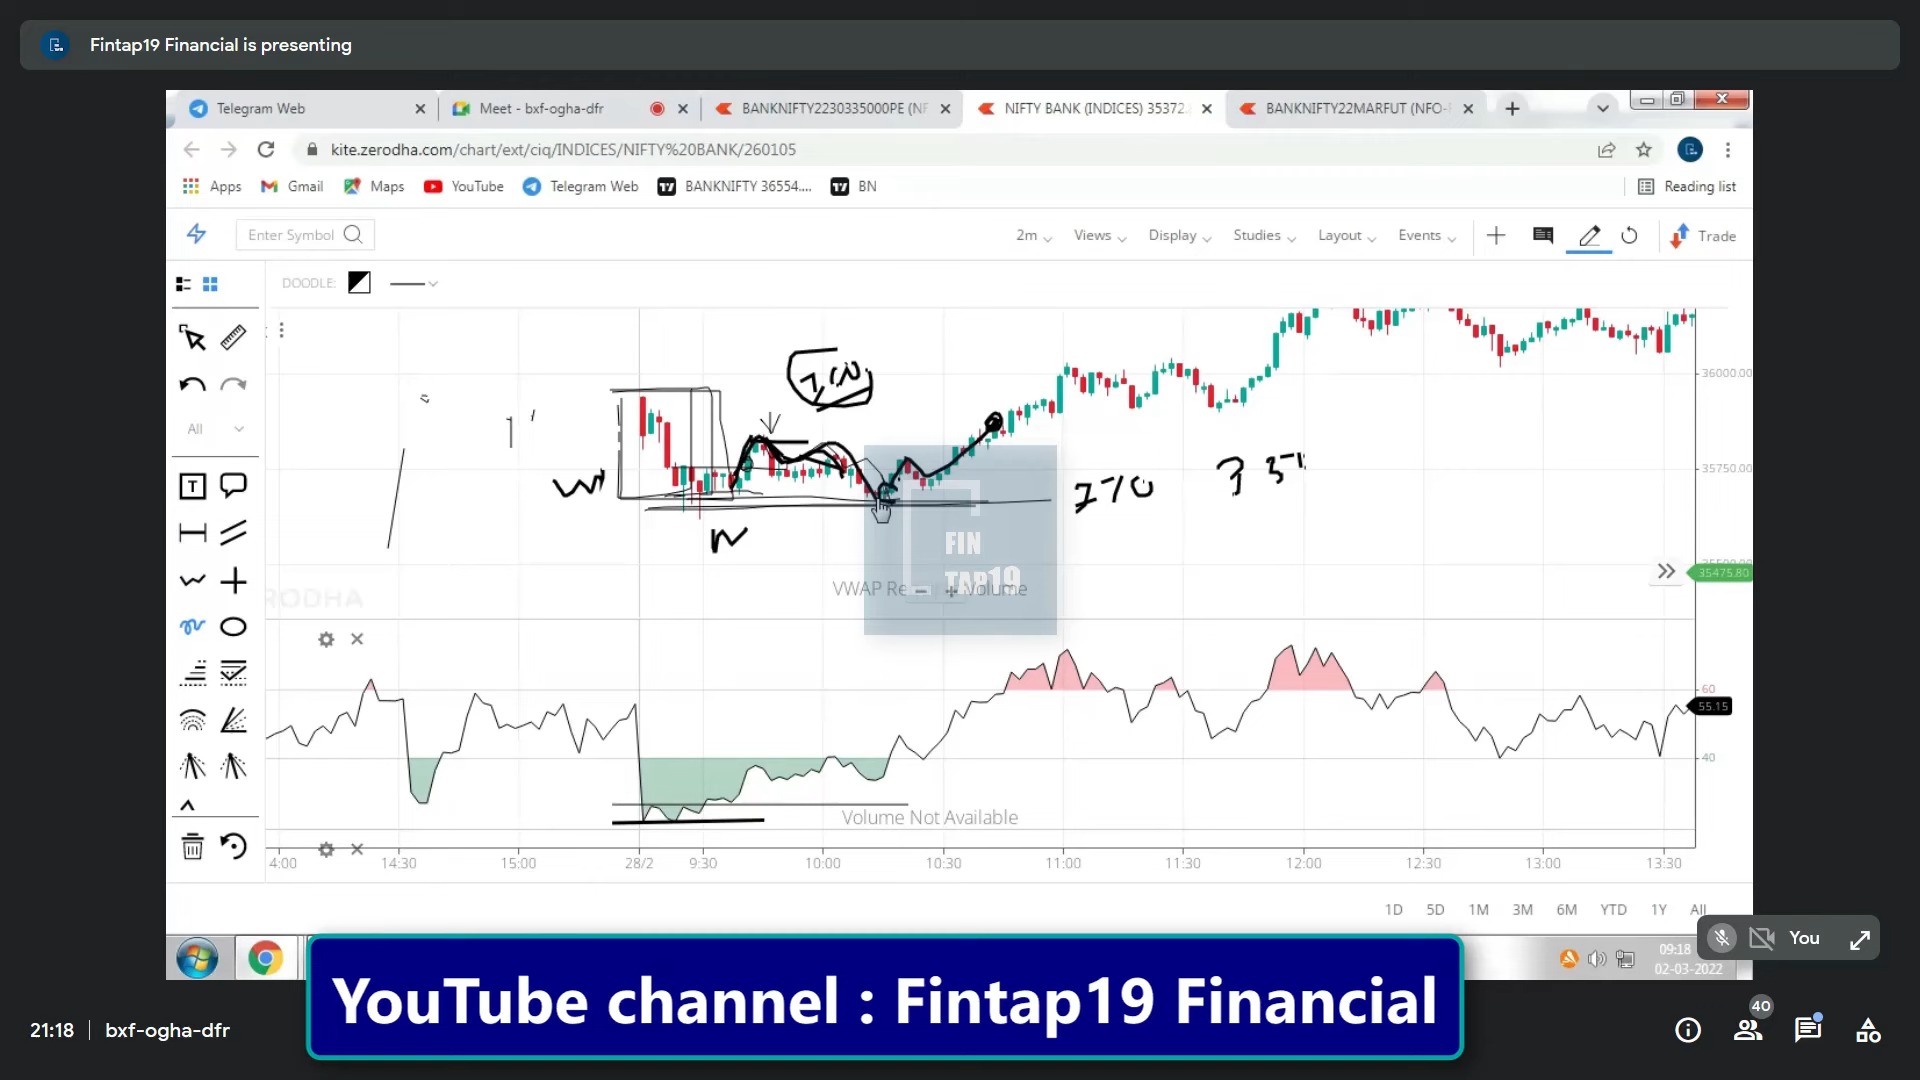 Fintap19 Financial is presenting
Telegram Web
Meet - bxf-ogha-dfr
BANKNIFTY2230335000PE (NF
NIFTY BANK (INDICES) 35372.
BANKNIFTY22MARFUT (NFO-
kite.zerodha.com/chart/ext/ciq/INDICES/NIFTY%20BANK/260105
Apps
Gmail
Maps
YouTube
Telegram Web
BANKNIFTY 36554....
BN
Reading list
Enter Symbol
2m
Views
Display
Studies
Layout
Events
Trade
DOODLE:
All
T
36000.00
35750.00
270
FIN
TAP19
35475.80
VWAP Re
Volume
60
55.15
40
Volume Not Available
14:30
15:00
28/2
9:30
10:00
10:30
11:00
11:30
12:00
12:30
13:00
13:30
1D
5D
1M
3M
6M
YTD
1Y
All
You
09:18
02-03-2022
YouTube channel : Fintap19 Financial
21:18
bxf-ogha-dfr
40